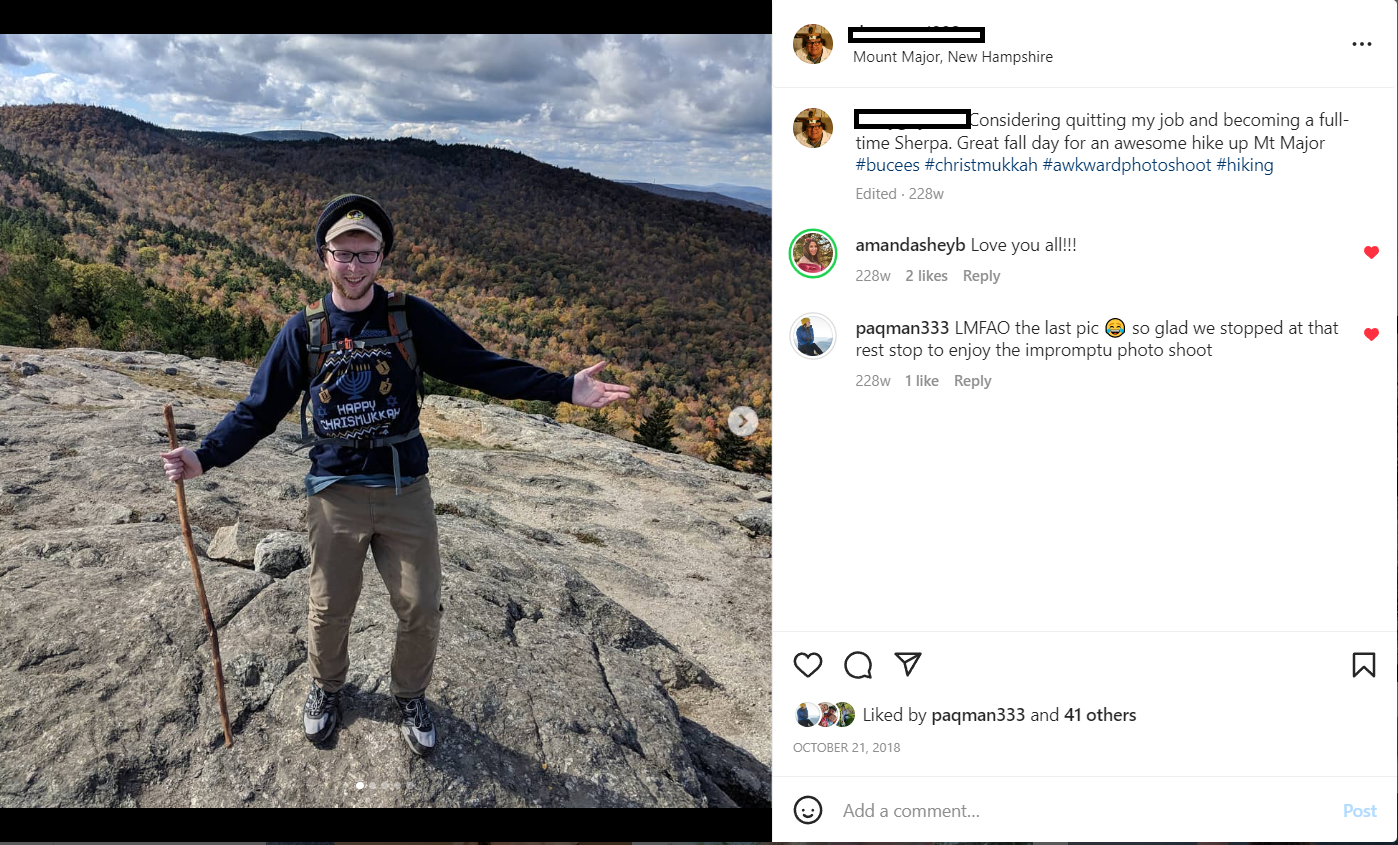 HAPPY
CHRISMUKKAH
Mount Major, New Hampshire
Considering quitting my job and becoming a full-
time Sherpa. Great fall day for an awesome hike up Mt Major
#bucees #christmukkah #awkwardphotoshoot #hiking
Edited · 228w
amandasheyb Love you all!!!
228w 2 likes Reply
paqman333 LMFAO the last pic 😂 so glad we stopped at that
rest stop to enjoy the impromptu photo shoot
228w 1 like Reply
Liked by paqman333 and 41 others
OCTOBER 21, 2018
Add a comment... Post